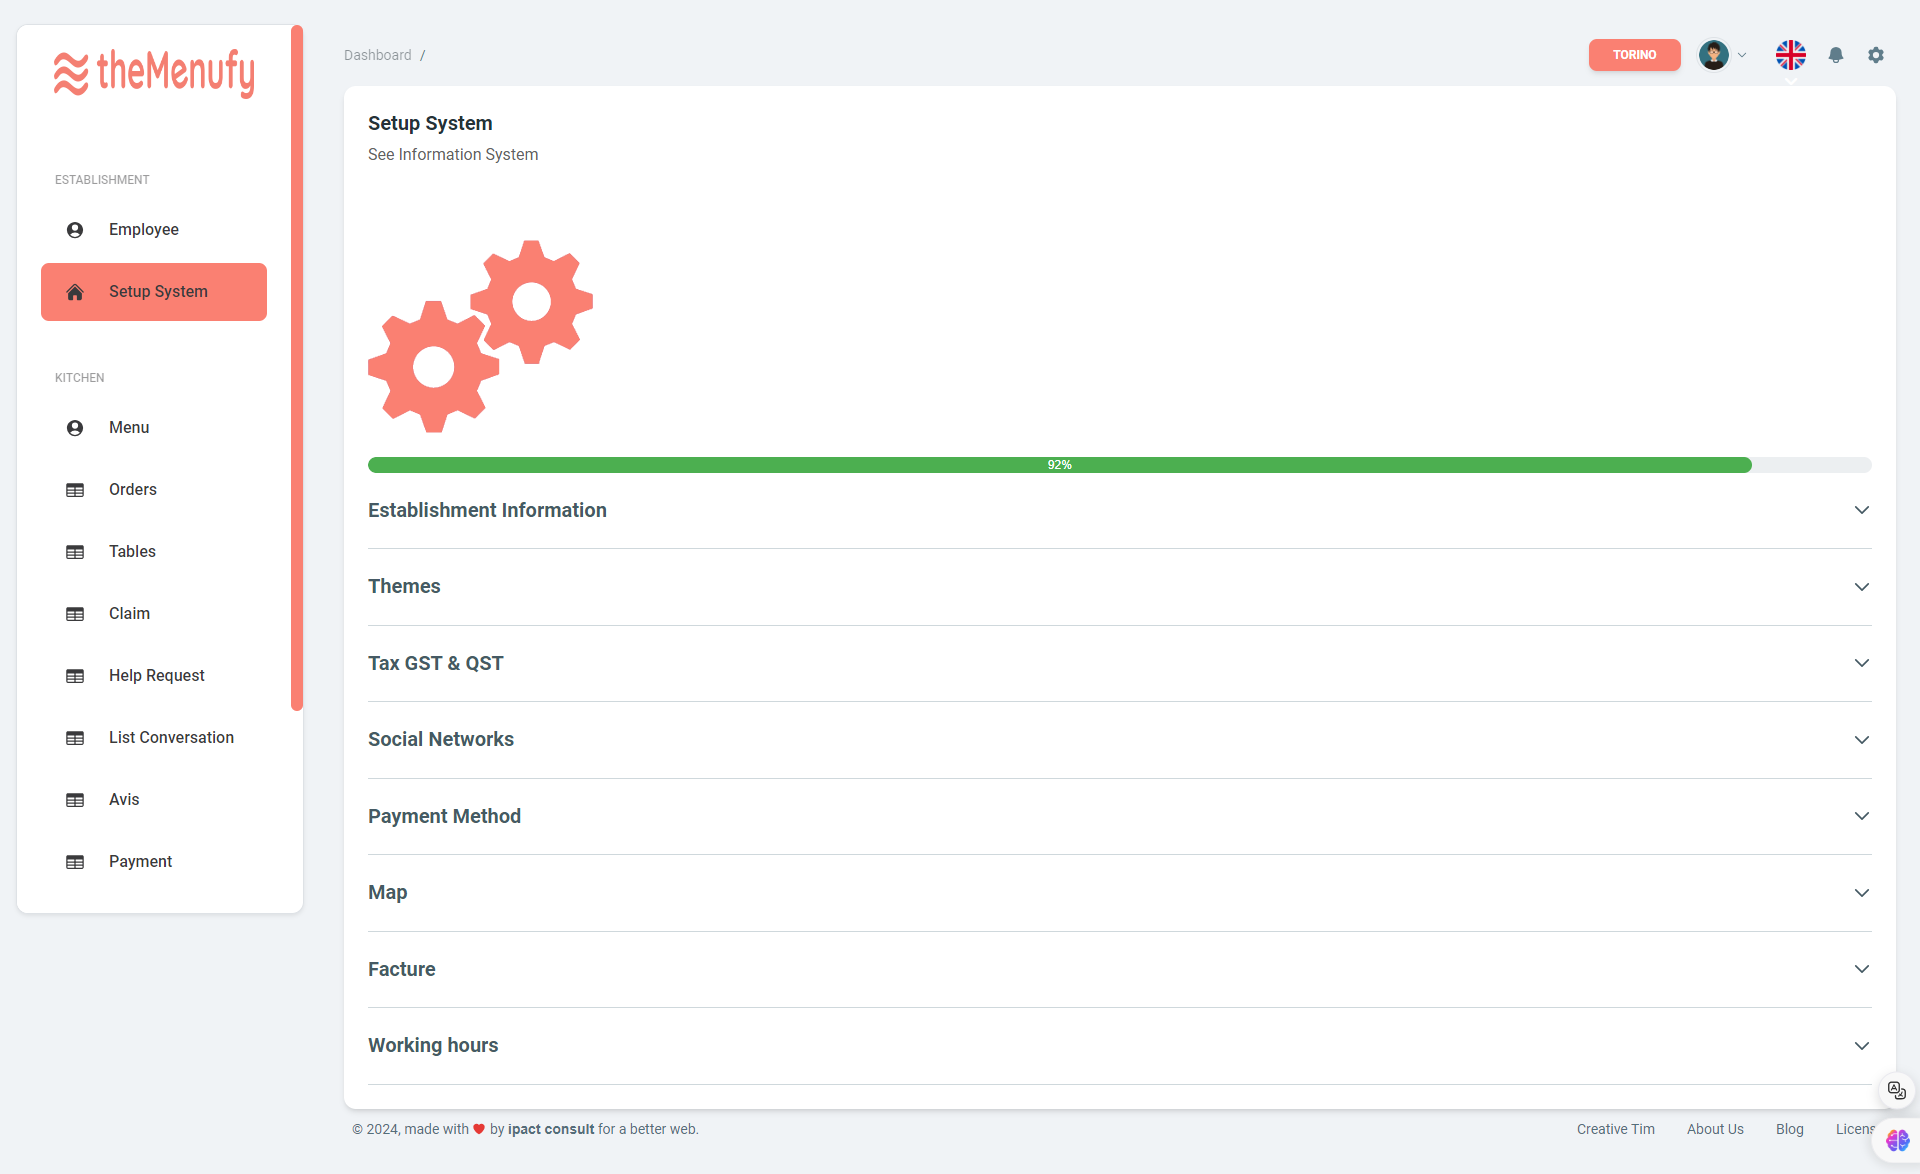 theMenufy
ESTABLISHMENT
Employee
Setup System
KITCHEN
Menu
Orders
Tables
Claim
Help Request
List Conversation
Avis
Payment
Dashboard /
TORINO
Setup System
See Information System
92%
Establishment Information
Themes
Tax GST & QST
Social Networks
Payment Method
Map
Facture
Working hours
© 2024, made with ❤ by ipact consult for a better web.
Creative Tim
About Us
Blog
Licens